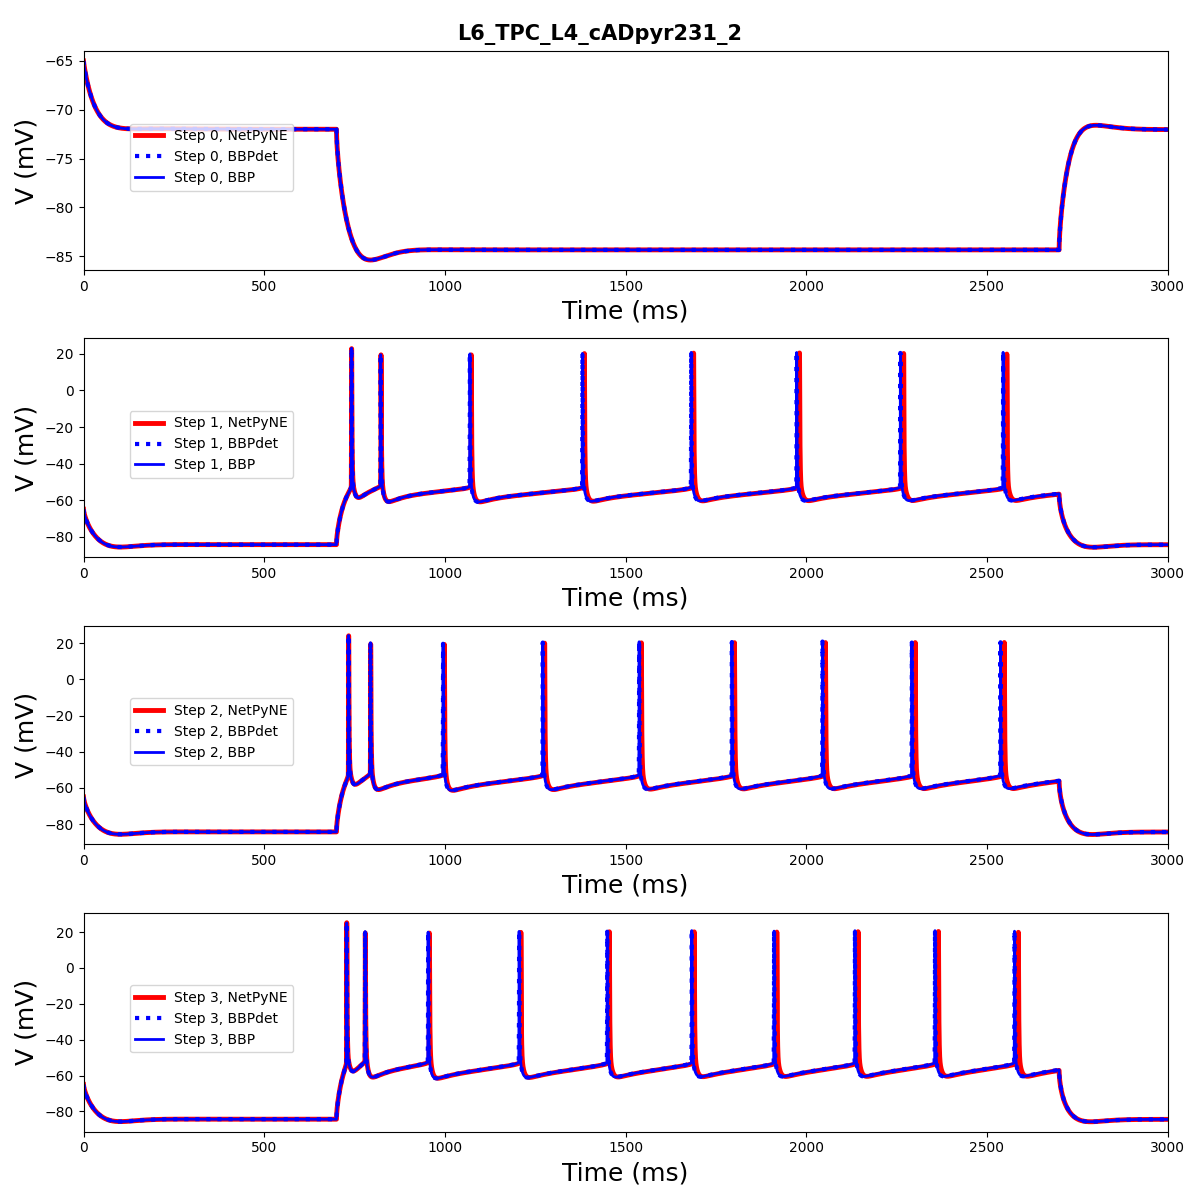 L6_TPC_L4_cADpyr231_2
−65
−70
−75
−80
−85
V (mV)
Step 0, NetPyNE
Step 0, BBPdet
Step 0, BBP
0 500 1000 1500 2000 2500 3000
Time (ms)
20
0
−20
−40
−60
−80
V (mV)
Step 1, NetPyNE
Step 1, BBPdet
Step 1, BBP
0 500 1000 1500 2000 2500 3000
Time (ms)
20
0
−20
−40
−60
−80
V (mV)
Step 2, NetPyNE
Step 2, BBPdet
Step 2, BBP
0 500 1000 1500 2000 2500 3000
Time (ms)
20
0
−20
−40
−60
−80
V (mV)
Step 3, NetPyNE
Step 3, BBPdet
Step 3, BBP
0 500 1000 1500 2000 2500 3000
Time (ms)